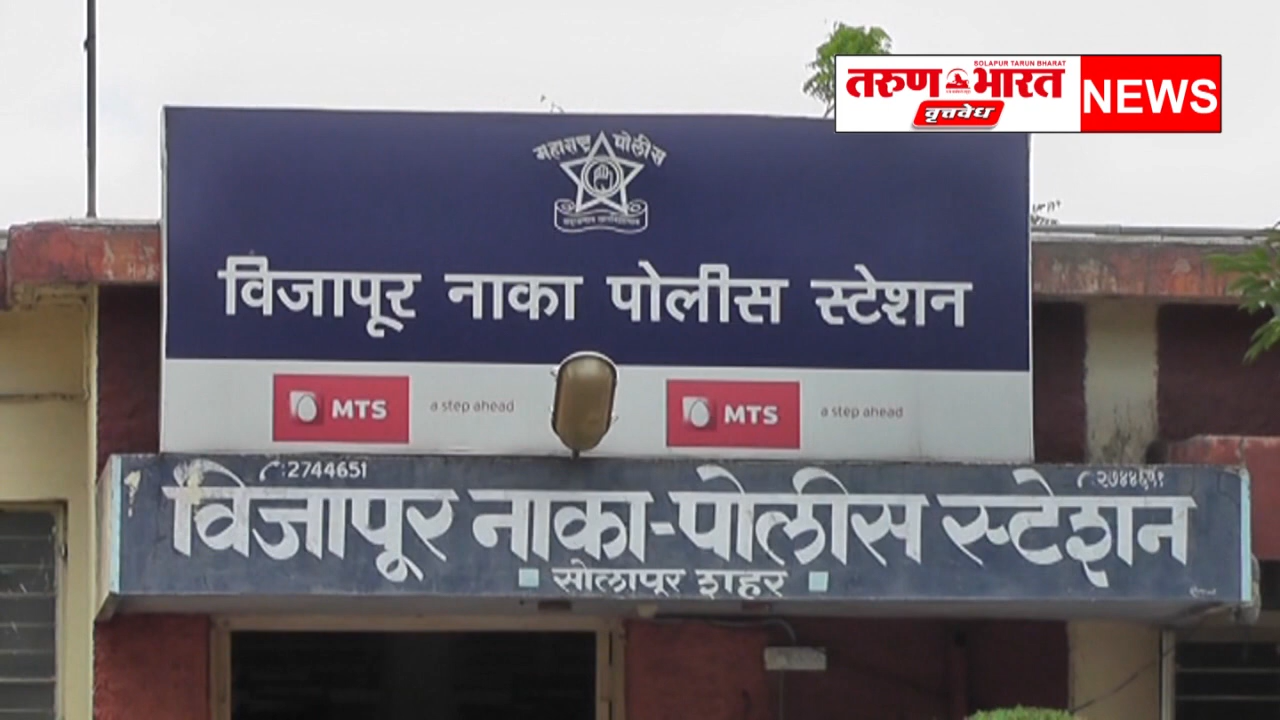 SOLAPUR TARUN BHARAT
तरुण भारत NEWS
वृत्तवेध
महाराष्ट्र पोलीस
विजापूर नाका पोलीस स्टेशन
MTS a step ahead MTS a step ahead
:2744651 २७४४६५१
विजापूर नाका-पोलीस स्टेशन
सोलापूर शहर